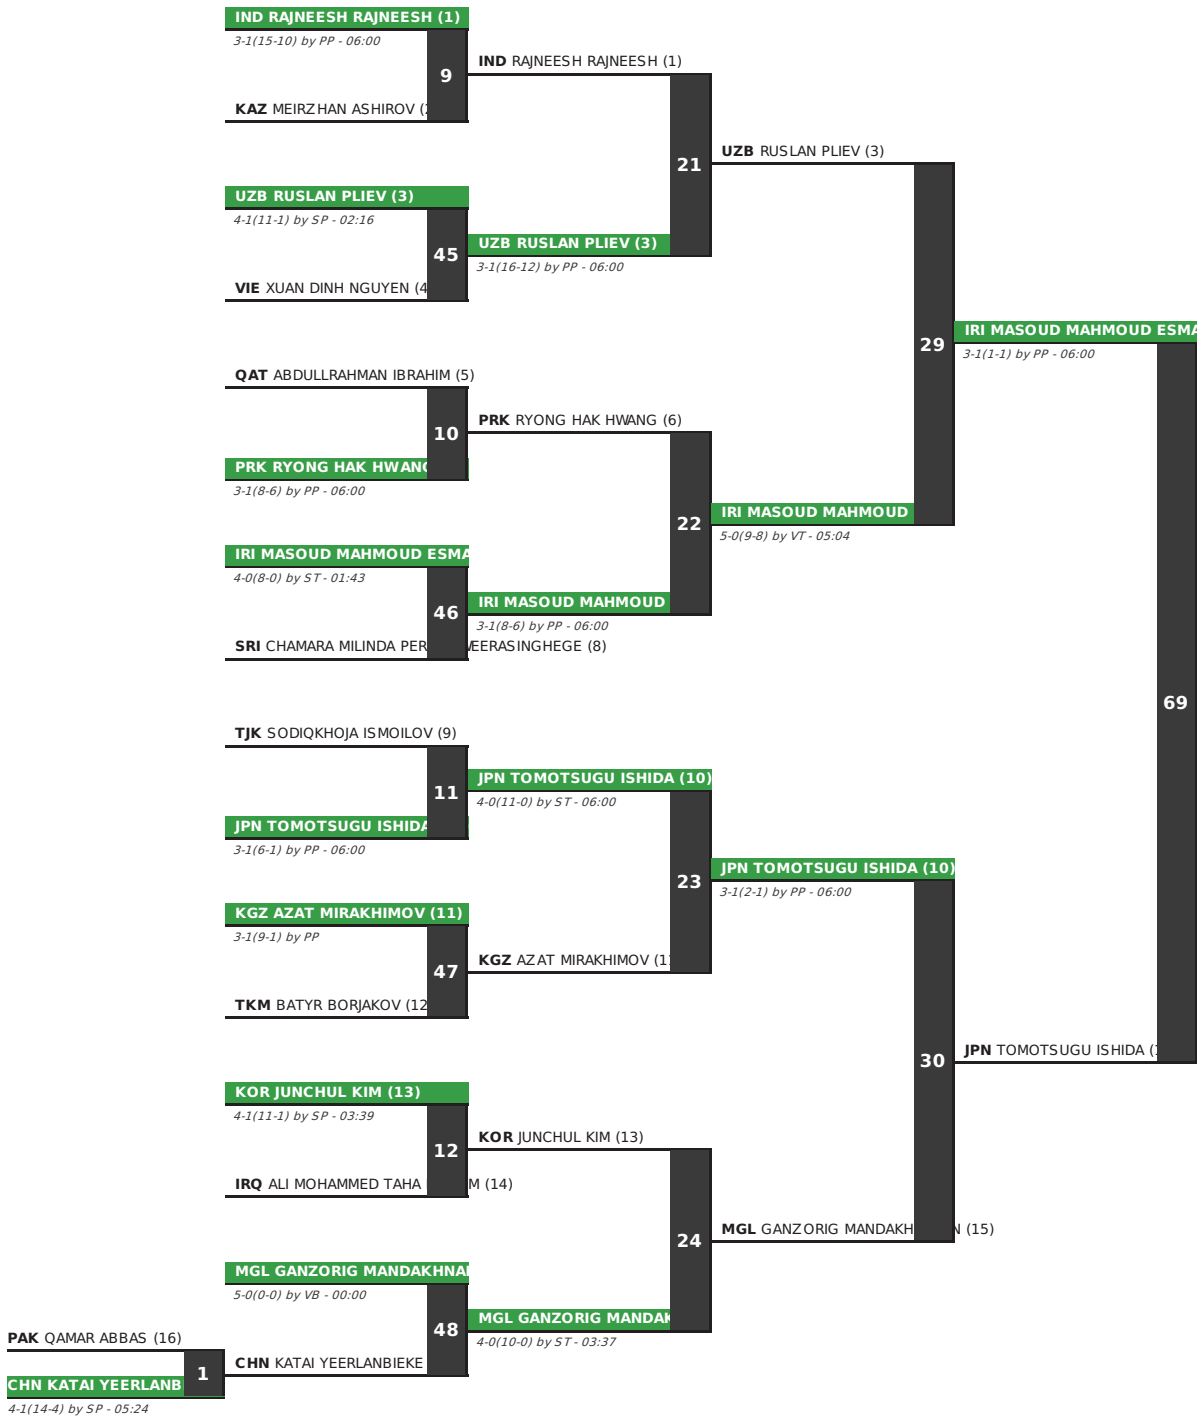 IND RAJNEESH RAJNEESH (1)
3-1(15-10) by PP - 06:00
9
KAZ MEIRZHAN ASHIROV
IND RAJNEESH RAJNEESH (1)
21
UZB RUSLAN PLIEV (3)
UZB RUSLAN PLIEV (3)
4-1(11-1) by SP - 02:16
45
UZB RUSLAN PLIEV (3)
3-1(16-12) by PP - 06:00
VIE XUAN DINH NGUYEN (4
29
IRI MASOUD MAHMOUD ESMA
3-1(1-1) by PP - 06:00
QAT ABDULLRAHMAN IBRAHIM (5)
10
PRK RYONG HAK HWANG (6)
PRK RYONG HAK HWANG
3-1(8-6) by PP - 06:00
22
IRI MASOUD MAHMOUD
5-0(9-8) by VT - 05:04
IRI MASOUD MAHMOUD ESMA
4-0(8-0) by ST - 01:43
46
IRI MASOUD MAHMOUD
3-1(8-6) by PP - 06:00
SRI CHAMARA MILINDA PER EERASINGHEGE (8)
69
TJK SODIQKHOJA ISMOILOV (9)
11
JPN TOMOTSUGU ISHIDA (10)
4-0(11-0) by ST - 06:00
JPN TOMOTSUGU ISHIDA
3-1(6-1) by PP - 06:00
23
JPN TOMOTSUGU ISHIDA (10)
3-1(2-1) by PP - 06:00
KGZ AZAT MIRAKHIMOV (11)
3-1(9-1) by PP
47
KGZ AZAT MIRAKHIMOV (11
TKM BATYR BORJAKOV (12
30
JPN TOMOTSUGU ISHIDA
KOR JUNCHUL KIM (13)
4-1(11-1) by SP - 03:39
12
KOR JUNCHUL KIM (13)
IRQ ALI MOHAMMED TAHA M (14)
24
MGL GANZORIG MANDAKH N (15)
MGL GANZORIG MANDAKHNA
5-0(0-0) by VB - 00:00
48
MGL GANZORIG MANDAK
4-0(10-0) by ST - 03:37
PAK QAMAR ABBAS (16)
1
CHN KATAI YEERLANBIEKE
CHN KATAI YEERLANB
4-1(14-4) by SP - 05:24